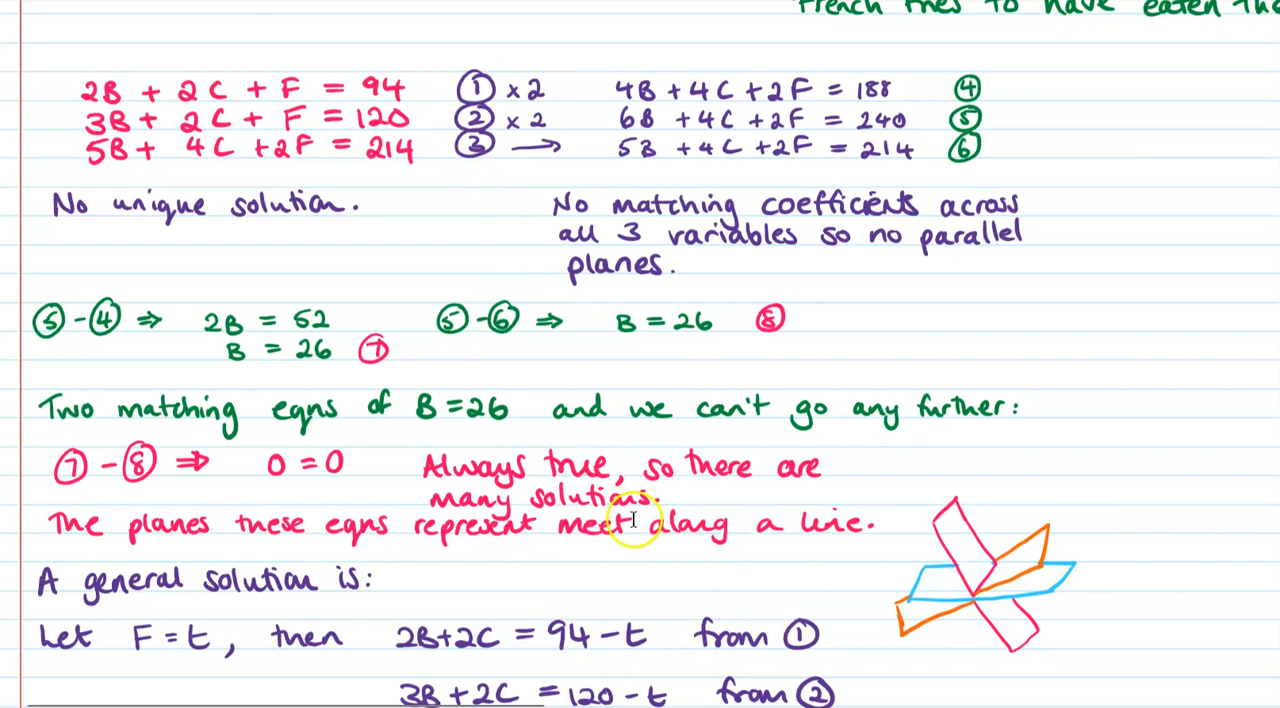 French fries to have eaten the
2B + 2C + F = 94 ① x 2 4B + 4C + 2F = 188 ④
3B + 2C + F = 120 ② x 2 6B + 4C + 2F = 240 ⑤
5B + 4C + 2F = 214 ③ → 5B + 4C + 2F = 214 ⑥
No unique solution.
No matching coefficients across
all 3 variables so no parallel
planes.
⑤ - ④ ⇒ 2B = 52 ⑤ - ⑥ ⇒ B = 26 ⑧
B = 26 ⑦
Two matching eqns of B = 26 and we can't go any further:
⑦ - ⑧ ⇒ 0 = 0 Always true, so there are
many solutions.
The planes these eqns represent meet along a line.
A general solution is:
Let F = t, then 2B + 2C = 94 - t from ①
3B + 2C = 120 - t from ②